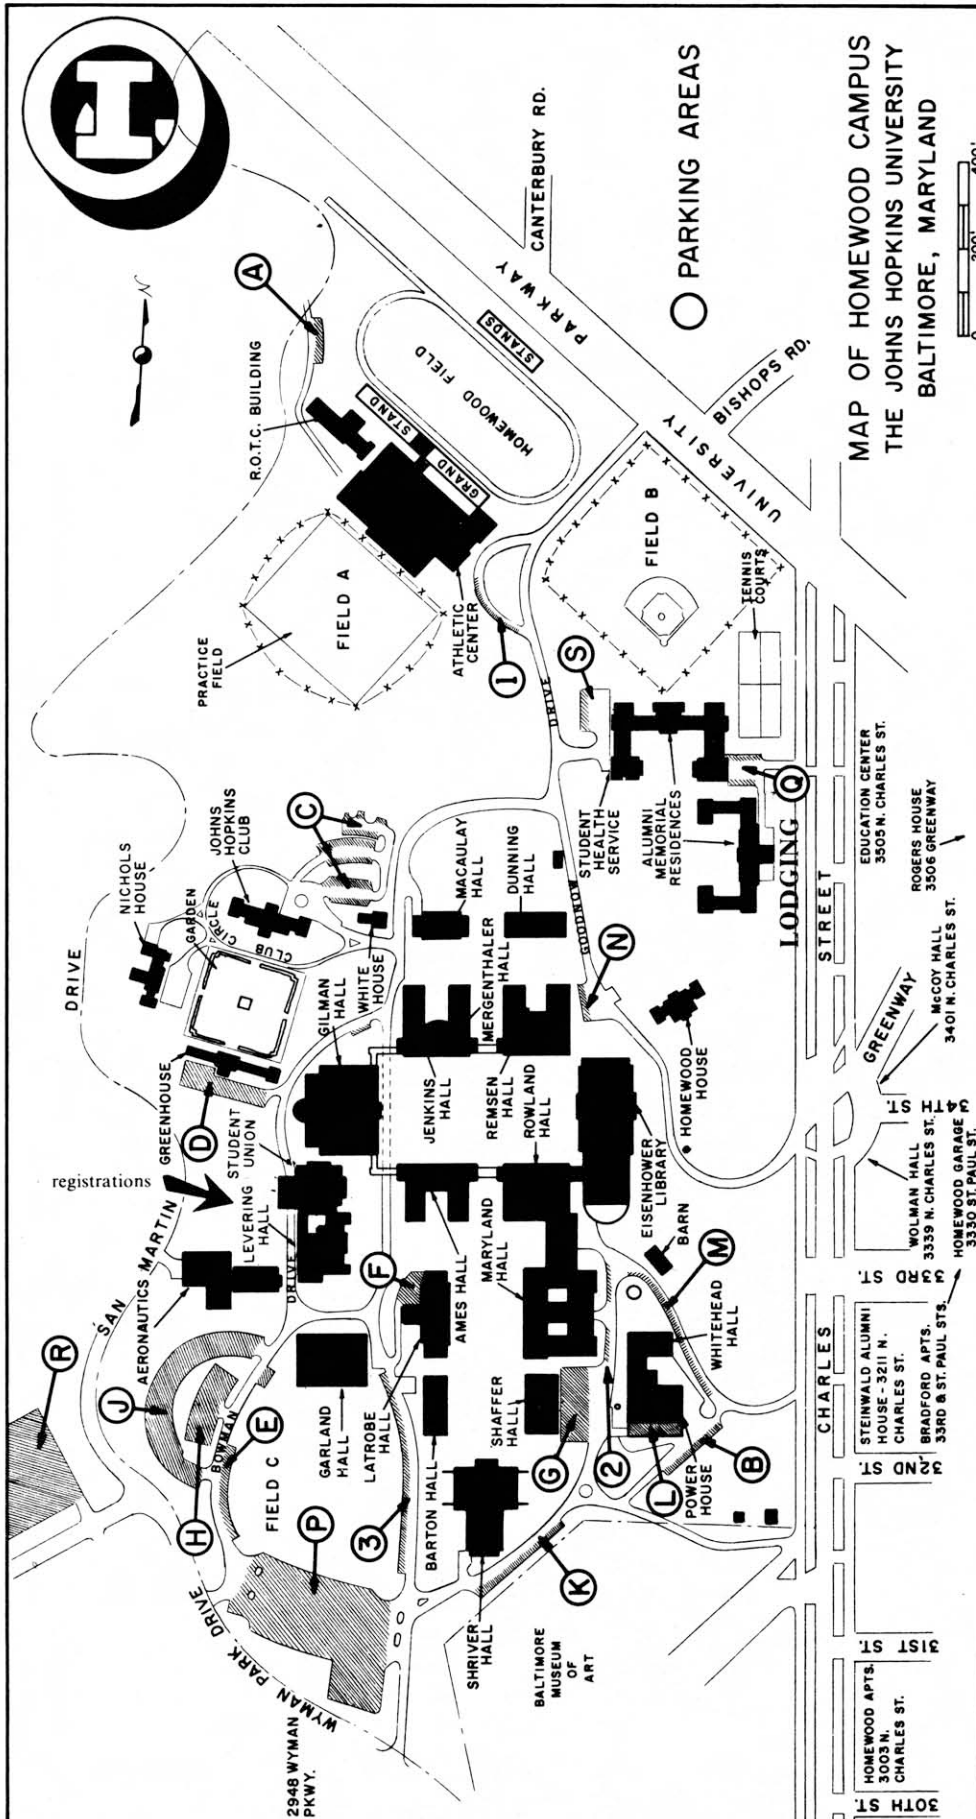 MAP OF HOMEWOOD CAMPUS
THE JOHNS HOPKINS UNIVERSITY
BALTIMORE, MARYLAND
0 200' 400'
PARKING AREAS
N
H
A
R.O.T.C. BUILDING
CANTERBURY RD.
UNIVERSITY PARKWAY
BISHOPS RD.
STANDS
HOMEWOOD FIELD
GRAND STAND
PRACTICE
FIELD
FIELD A
ATHLETIC
CENTER
1
FIELD B
TENNIS
COURTS
S
DRIVE
GOODNOW
STUDENT
HEALTH
SERVICE
ALUMNI
MEMORIAL
RESIDENCES
Q
LODGING
NICHOLS
HOUSE
JOHNS
HOPKINS
CLUB
C
GARDEN
CLUB CIRCLE
WHITE
HOUSE
MACAULAY
HALL
DUNNING
HALL
N
DRIVE
GREENHOUSE
D
GILMAN
HALL
MERGENTHALER
HALL
JENKINS
HALL
REMSEN
HALL
ROWLAND
HALL
HOMEWOOD
HOUSE
registrations
STUDENT
UNION
LEVERING
HALL
DRIVE
EISENHOWER
LIBRARY
BARN
SAN MARTIN
AERONAUTICS
F
AMES HALL
MARYLAND
HALL
M
WHITEHEAD
HALL
R
J
BOWMAN
E
H
FIELD C
GARLAND
HALL
LATROBE
HALL
SHAFFER
HALL
G
2
L
B
POWER
HOUSE
P
3
BARTON HALL
K
SHRIVER
HALL
BALTIMORE
MUSEUM
OF
ART
WYMAN PARK DRIVE
2948 WYMAN
PKWY.
CHARLES STREET
EDUCATION CENTER
3505 N. CHARLES ST.
ROGERS HOUSE
3506 GREENWAY
GREENWAY
McCOY HALL
3401 N. CHARLES ST.
34TH ST.
WOLMAN HALL
3339 N. CHARLES ST.
HOMEWOOD GARAGE
3330 ST. PAUL ST.
33RD ST.
STEINWALD ALUMNI
HOUSE - 3211 N.
CHARLES ST.
BRADFORD APTS.
33RD & ST. PAUL STS.
32ND ST.
31ST ST.
HOMEWOOD APTS.
3003 N.
CHARLES ST.
30TH ST.